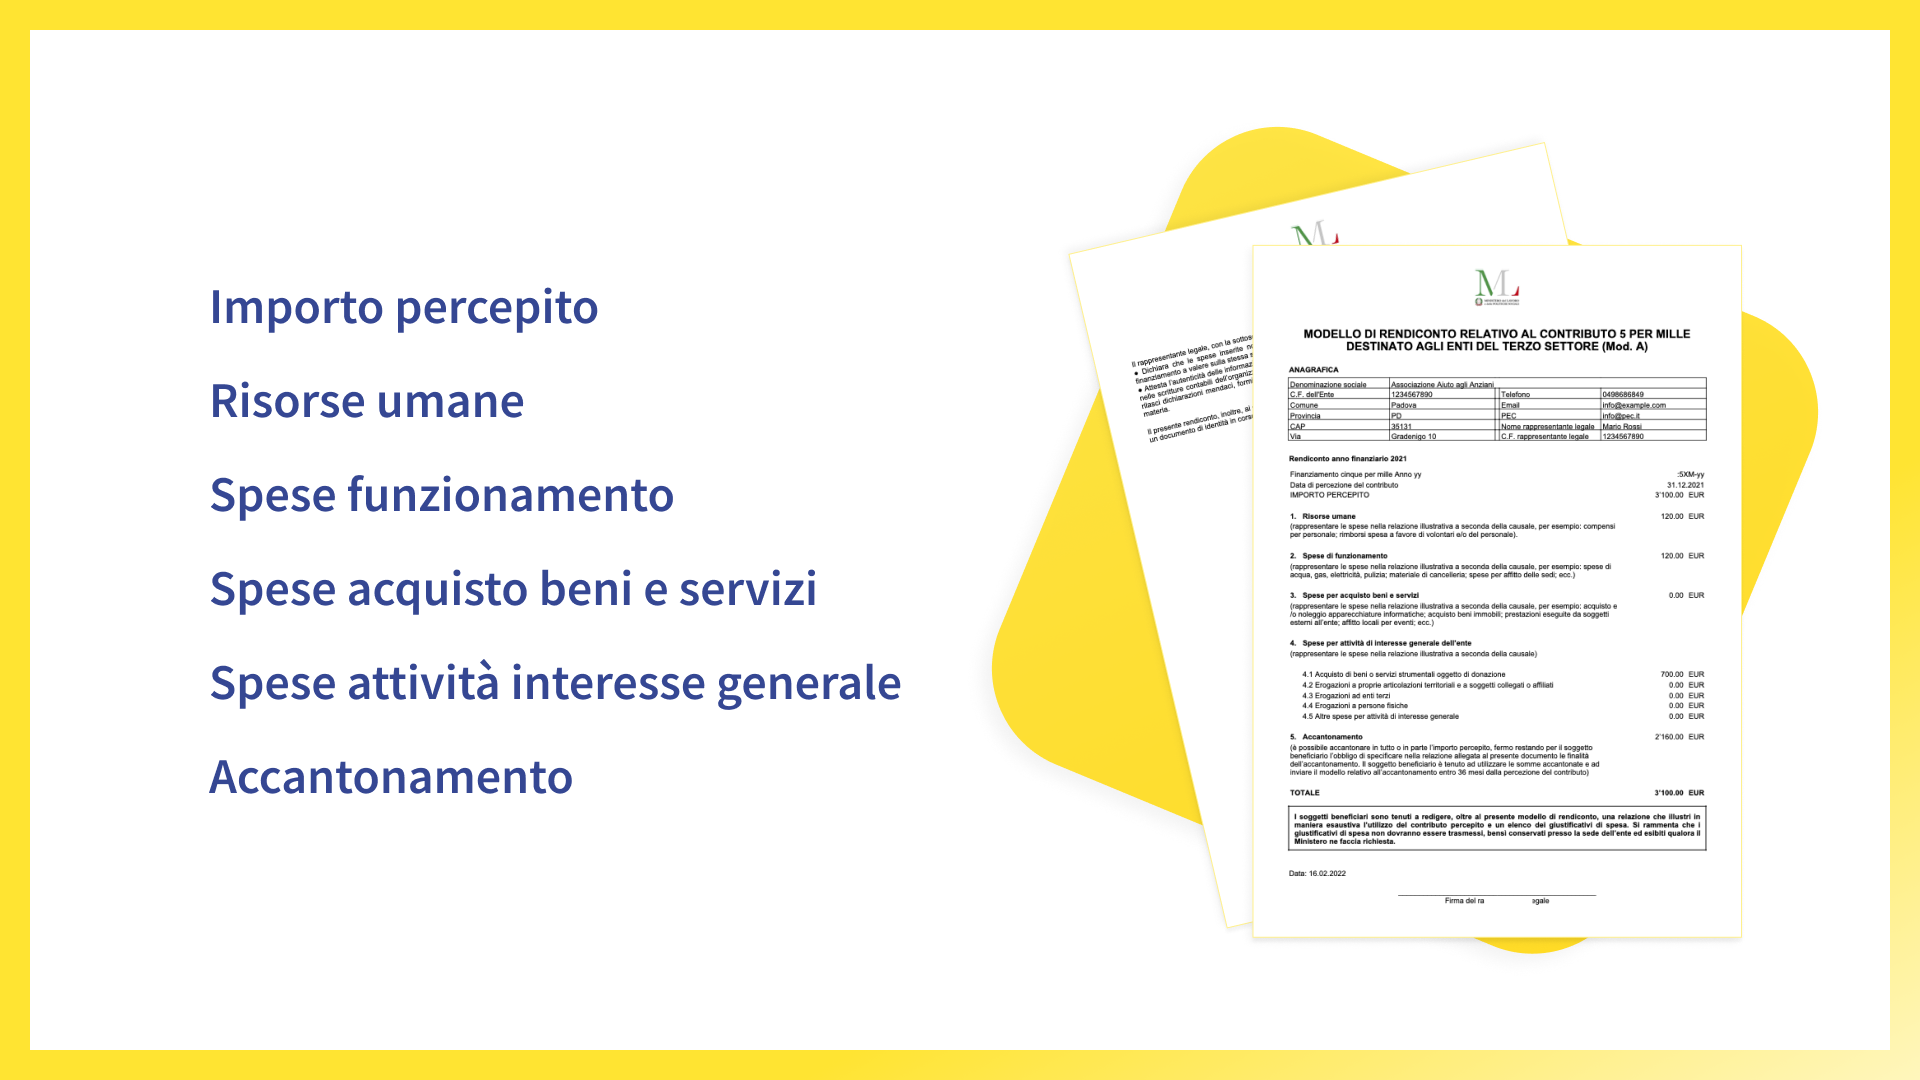 Importo percepito
Risorse umane
Spese funzionamento
Spese acquisto beni e servizi
Spese attività interesse generale
Accantonamento
ML
Il rappresentante legale, con la
● Dichiara che le spese inserite
finanziamento a valere sulla stessa
● Attesta l'autenticità delle
nelle scritture contabili
rilasci dichiarazioni mendaci,
materia.
Il presente rendiconto, inoltre,
un documento di identità in
ML
MODELLO DI RENDICONTO RELATIVO AL CONTRIBUTO 5 PER MILLE
DESTINATO AGLI ENTI DEL TERZO SETTORE (Mod. A)
ANAGRAFICA
Denominazione sociale Associazione Aiuto agli Anziani
C.F. dell'Ente 1234567890 Telefono 0498686849
Comune Padova Email info@example.com
Provincia PD PEC info@pec.it
CAP 35131 Nome rappresentante legale Mario Rossi
Via Gradenigo 10 C.F. rappresentante legale 1234567890
Rendiconto anno finanziario 2021
Finanziamento cinque per mille Anno yy :5XM-yy
Data di percezione del contributo 31.12.2021
IMPORTO PERCEPITO 3'100.00 EUR
1. Risorse umane 120.00 EUR
(rappresentare le spese nella relazione illustrativa a seconda della causale, per esempio: compensi
per personale; rimborsi spesa a favore di volontari e/o del personale).
2. Spese di funzionamento 120.00 EUR
(rappresentare le spese nella relazione illustrativa a seconda della causale, per esempio: spese di
acqua, gas, elettricità, pulizia; materiale di cancelleria; spese per affitto delle sedi; ecc.)
3. Spese per acquisto beni e servizi 0.00 EUR
(rappresentare le spese nella relazione illustrativa a seconda della causale, per esempio: acquisto e
/o noleggio apparecchiature informatiche; acquisto beni immobili; prestazioni eseguite da soggetti
esterni all'ente; affitto locali per eventi; ecc.)
4. Spese per attività di interesse generale dell'ente
(rappresentare le spese nella relazione illustrativa a seconda della causale)
4.1 Acquisto di beni o servizi strumentali oggetto di donazione 700.00 EUR
4.2 Erogazioni a proprie articolazioni territoriali e a soggetti collegati o affiliati 0.00 EUR
4.3 Erogazioni ad enti terzi 0.00 EUR
4.4 Erogazioni a persone fisiche 0.00 EUR
4.5 Altre spese per attività di interesse generale 0.00 EUR
5. Accantonamento 2'160.00 EUR
(è possibile accantonare in tutto o in parte l'importo percepito, fermo restando per il soggetto
beneficiario l'obbligo di specificare nella relazione allegata al presente documento le finalità
dell'accantonamento. Il soggetto beneficiario è tenuto ad utilizzare le somme accantonate e ad
inviare il modello relativo all'accantonamento entro 36 mesi dalla percezione del contributo)
TOTALE 3'100.00 EUR
I soggetti beneficiari sono tenuti a redigere, oltre al presente modello di rendiconto, una relazione che illustri in
maniera esaustiva l'utilizzo del contributo percepito e un elenco dei giustificativi di spesa. Si rammenta che i
giustificativi di spesa non dovranno essere trasmessi, bensì conservati presso la sede dell'ente ed esibiti qualora il
Ministero ne faccia richiesta.
Data: 16.02.2022
Firma del ra egale